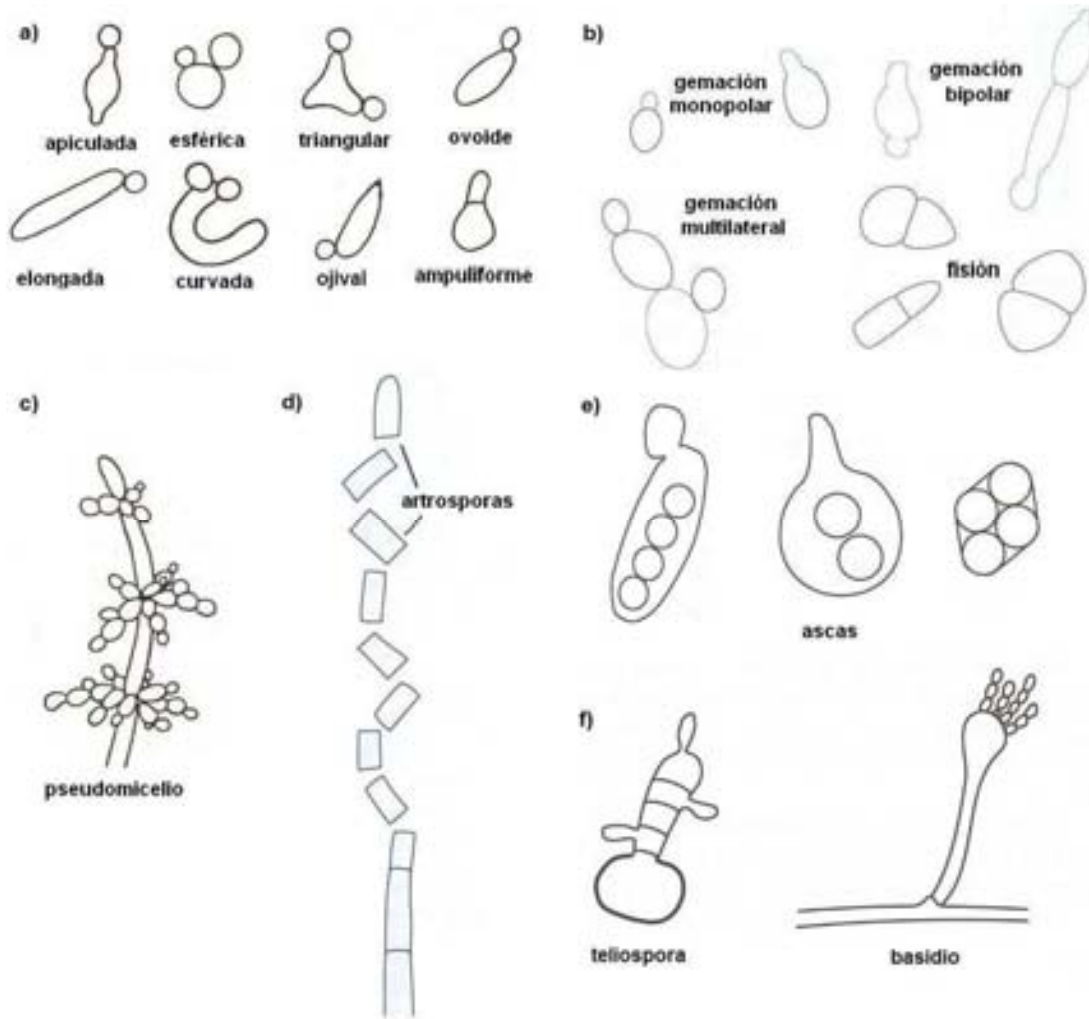 a)
apiculada
esférica
triangular
ovoide
elongada
curvada
ojival
ampuliforme
b)
gemación
monopolar
gemación
bipolar
gemación
multilateral
fisión
c)
pseudomicelio
d)
artrosporas
e)
ascas
f)
teliospora
basidio